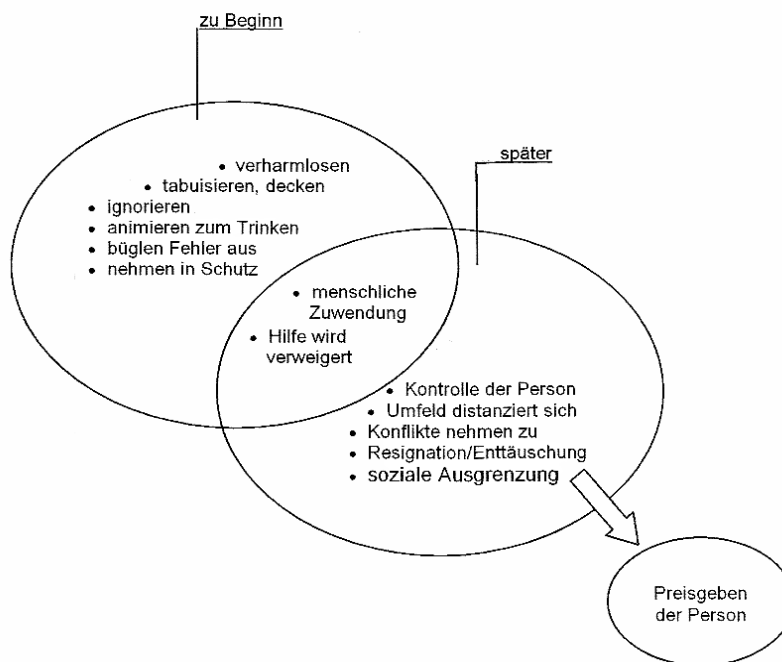 zu Beginn
später
• verharmlosen
• tabuisieren, decken
• ignorieren
• animieren zum Trinken
• büglen Fehler aus
• nehmen in Schutz
• menschliche
Zuwendung
• Hilfe wird
verweigert
• Kontrolle der Person
• Umfeld distanziert sich
• Konflikte nehmen zu
• Resignation/Enttäuschung
• soziale Ausgrenzung
Preisgeben
der Person